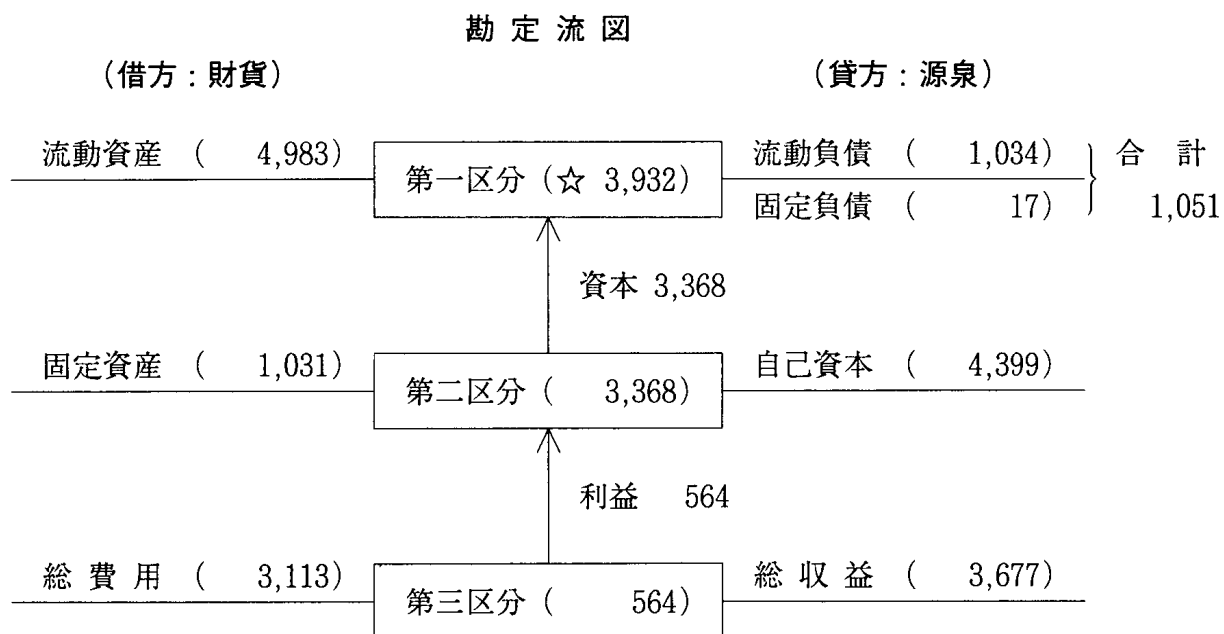 勘定流図
(借方：財貨) (貸方：源泉)
流動資産 ( 4,983) 第一区分 (☆ 3,932) 流動負債 ( 1,034) 合計
固定負債 ( 17) 1,051
資本 3,368
固定資産 ( 1,031) 第二区分 ( 3,368) 自己資本 ( 4,399)
利益 564
総費用 ( 3,113) 第三区分 ( 564) 総収益 ( 3,677)